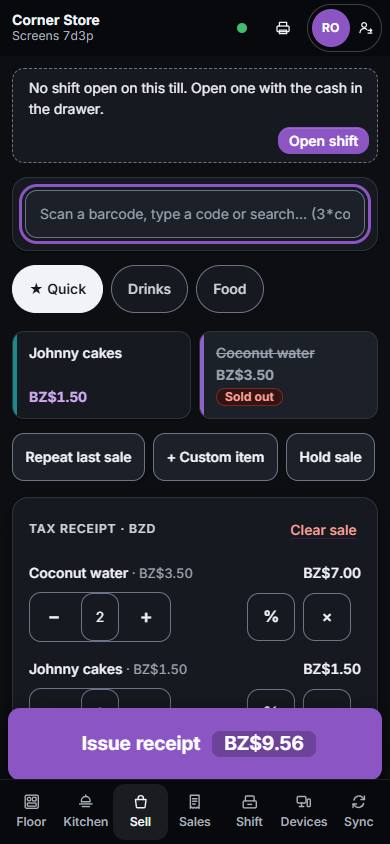 Corner Store
Screens 7d3p
RO
No shift open on this till. Open one with the cash in
the drawer.
Open shift
Scan a barcode, type a code or search... (3*co
★ Quick
Drinks
Food
Johnny cakes
BZ$1.50
Coconut water
BZ$3.50
Sold out
Repeat last sale
+ Custom item
Hold sale
TAX RECEIPT · BZD
Clear sale
Coconut water · BZ$3.50
BZ$7.00
− 2 +
% ×
Johnny cakes · BZ$1.50
BZ$1.50
Issue receipt BZ$9.56
Floor
Kitchen
Sell
Sales
Shift
Devices
Sync